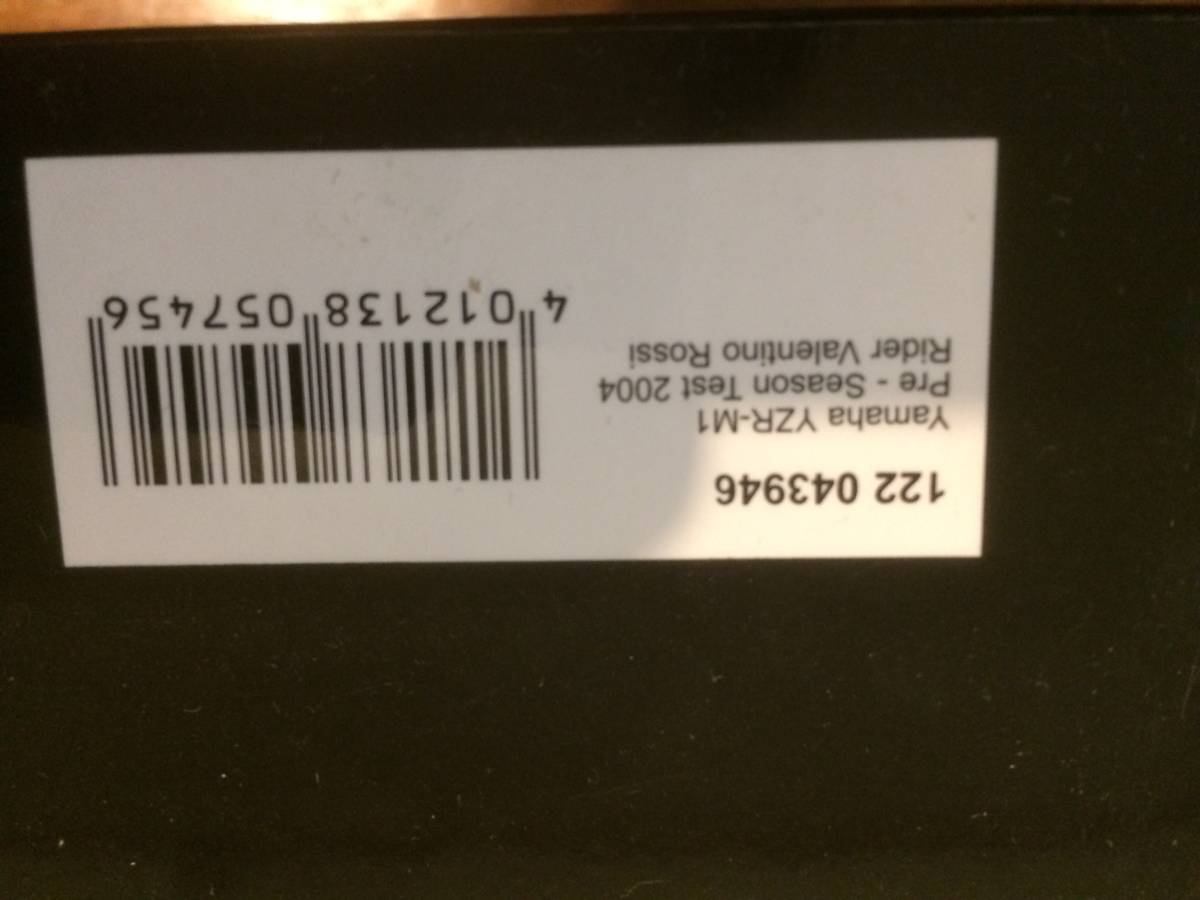 122 043946
Yamaha YZR-M1
Pre - Season Test 2004
Rider Valentino Rossi
4 012138 057456